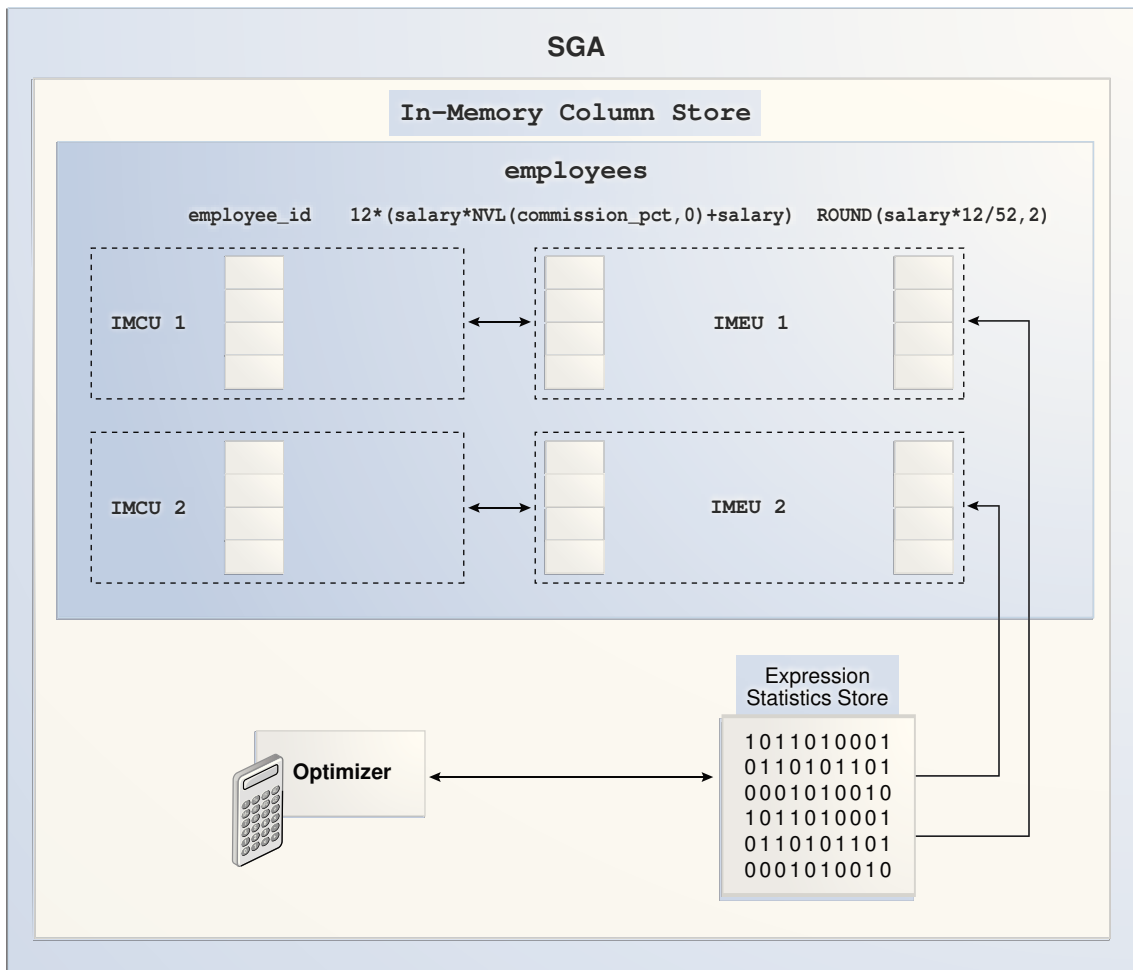 SGA
In-Memory Column Store
employees
employee_id 12*(salary*NVL(commission_pct,0)+salary) ROUND(salary*12/52,2)
IMCU 1 IMEU 1
IMCU 2 IMEU 2
Expression
Statistics Store
Optimizer
1011010001
0110101101
0001010010
1011010001
0110101101
0001010010